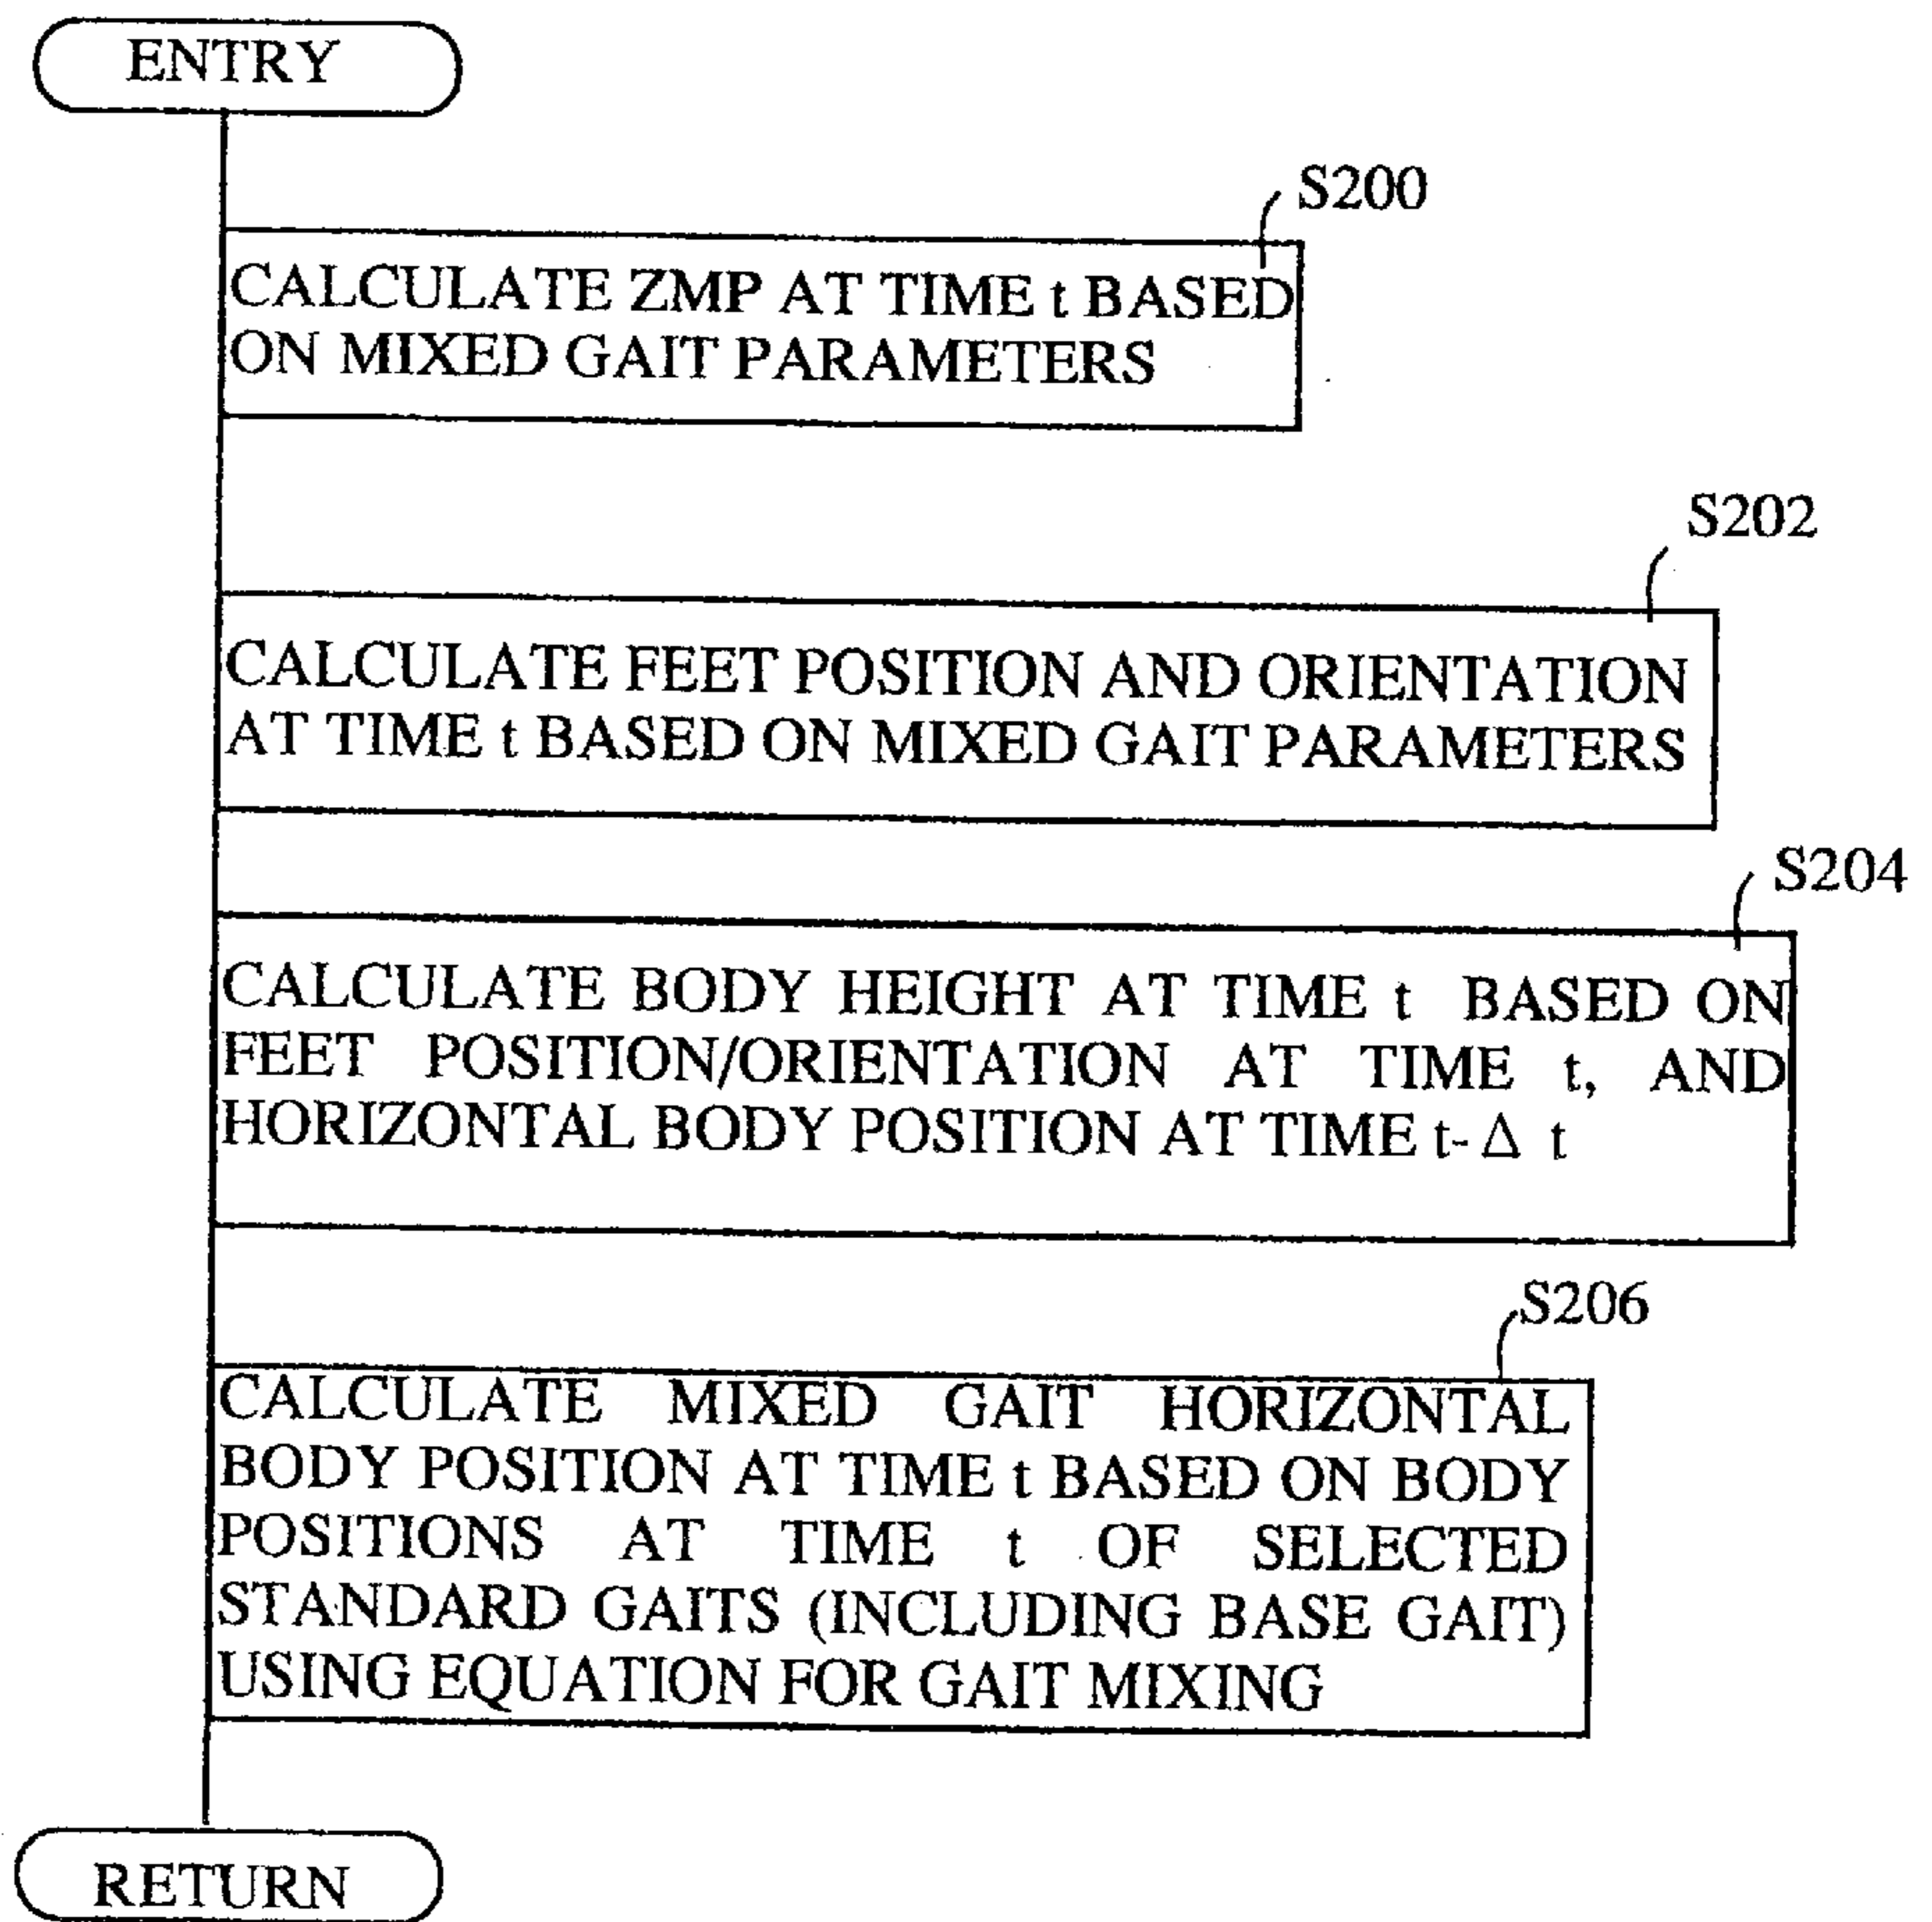 ENTRY
S200
CALCULATE ZMP AT TIME t BASED
ON MIXED GAIT PARAMETERS
S202
CALCULATE FEET POSITION AND ORIENTATION
AT TIME t BASED ON MIXED GAIT PARAMETERS
S204
CALCULATE BODY HEIGHT AT TIME t BASED ON
FEET POSITION/ORIENTATION AT TIME t, AND
HORIZONTAL BODY POSITION AT TIME t-Δ t
S206
CALCULATE MIXED GAIT HORIZONTAL
BODY POSITION AT TIME t BASED ON BODY
POSITIONS AT TIME t OF SELECTED
STANDARD GAITS (INCLUDING BASE GAIT)
USING EQUATION FOR GAIT MIXING
RETURN